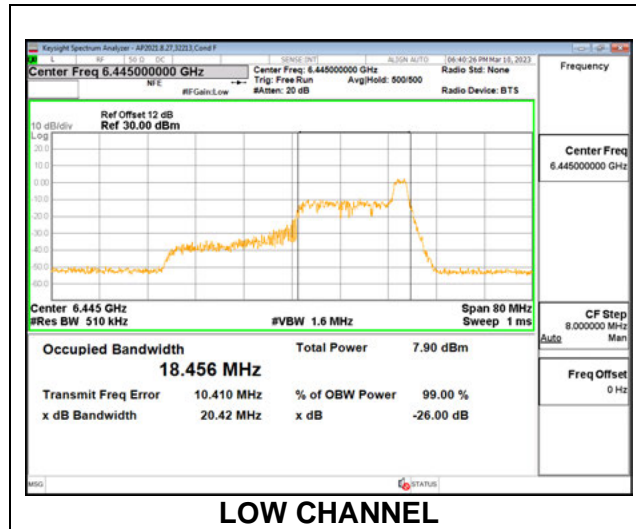 Keysight Spectrum Analyzer - AP2021.8.27,32213,Cond F
L RF 50 Ω DC SENSE:INT ALIGN AUTO 06:40:26 PM Mar 10, 2023
Center Freq 6.445000000 GHz Center Freq: 6.445000000 GHz Radio Std: None Frequency
NFE Trig: Free Run Avg|Hold: 500/500
#IFGain:Low #Atten: 20 dB Radio Device: BTS
Ref Offset 12 dB
10 dB/div Ref 30.00 dBm
Log
20.0
10.0
0.00
-10.0
-20.0
-30.0
-40.0
-50.0
-60.0
Center Freq
6.445000000 GHz
Center 6.445 GHz Span 80 MHz
#Res BW 510 kHz #VBW 1.6 MHz Sweep 1 ms
CF Step
8.000000 MHz
Auto Man
Occupied Bandwidth Total Power 7.90 dBm
18.456 MHz
Freq Offset
0 Hz
Transmit Freq Error 10.410 MHz % of OBW Power 99.00 %
x dB Bandwidth 20.42 MHz x dB -26.00 dB
MSG STATUS
LOW CHANNEL